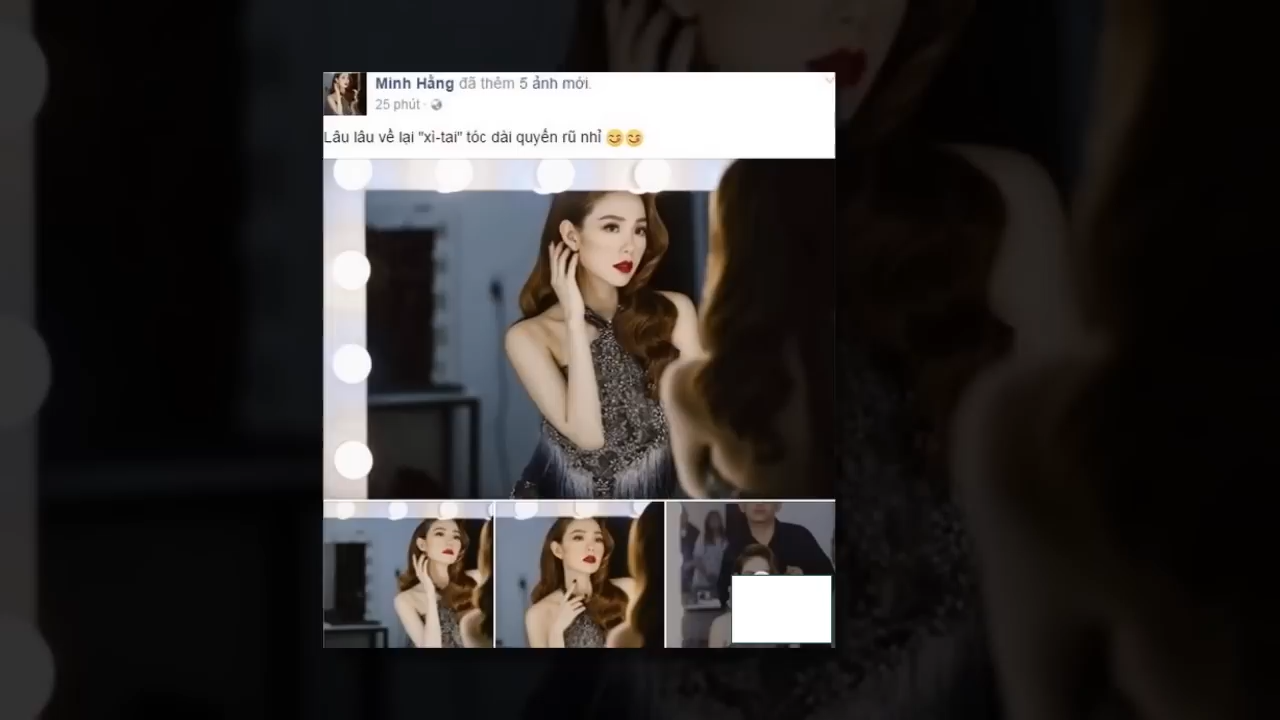 Minh Hằng đã thêm 5 ảnh mới.
25 phút ·
Lâu lâu về lại "xì-tai" tóc dài quyến rũ nhỉ 😊😊